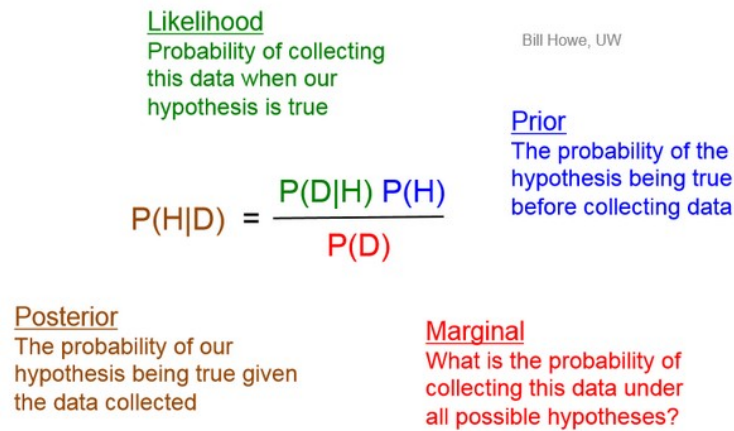 Likelihood
Probability of collecting
this data when our
hypothesis is true
Bill Howe, UW
Prior
The probability of the
hypothesis being true
before collecting data
P(H|D) = P(D|H) P(H)
P(D)
Posterior
The probability of our
hypothesis being true given
the data collected
Marginal
What is the probability of
collecting this data under
all possible hypotheses?